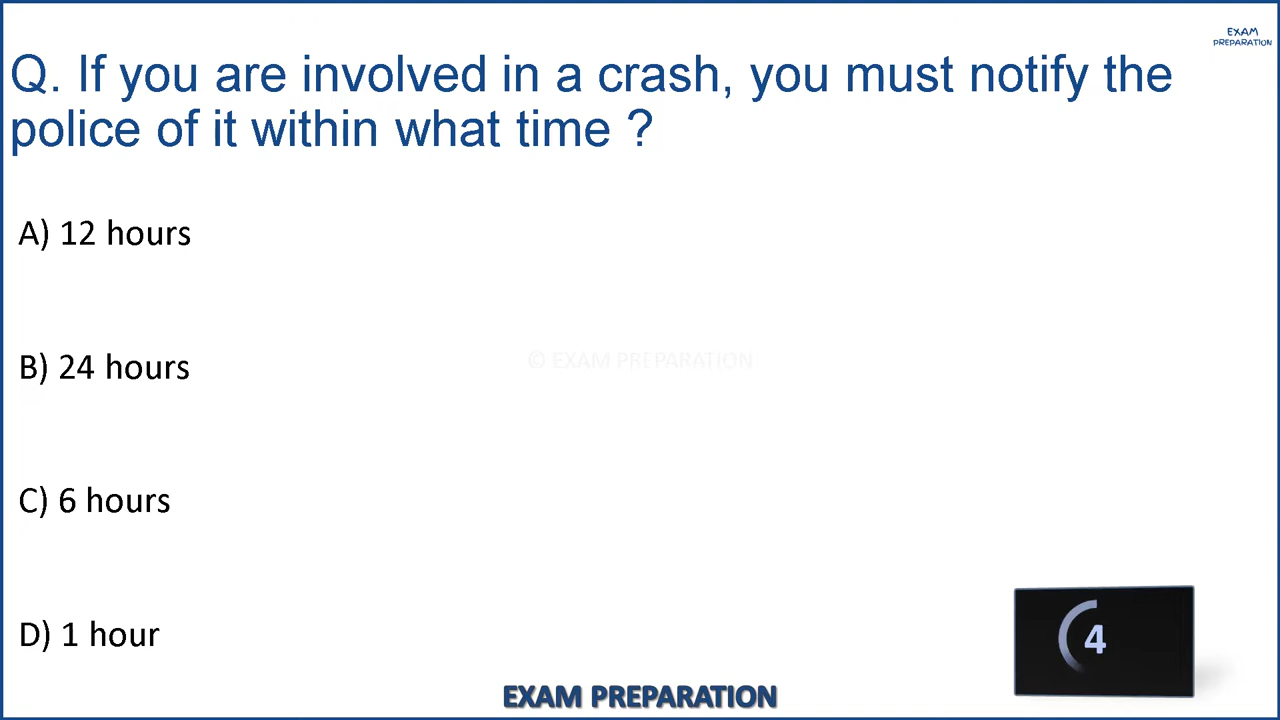 EXAM
PREPARATION
Q. If you are involved in a crash, you must notify the
police of it within what time ?
A) 12 hours
B) 24 hours
© EXAM PREPARATION
C) 6 hours
D) 1 hour
4
EXAM PREPARATION